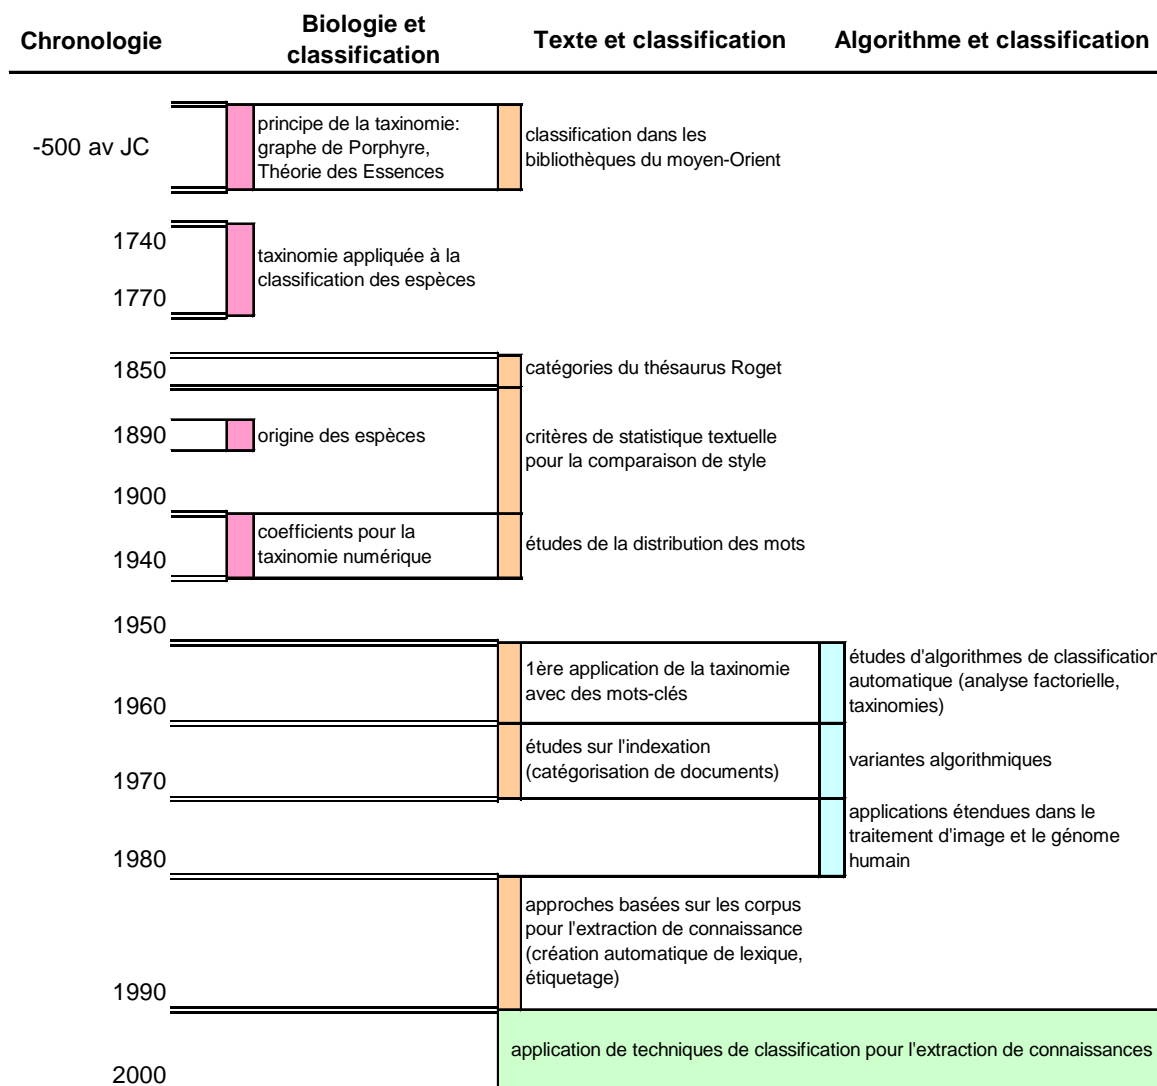 Chronologie
Biologie et
classification
Texte et classification
Algorithme et classification
-500 av JC
principe de la taxinomie:
graphe de Porphyre,
Théorie des Essences
classification dans les
bibliothèques du moyen-Orient
1740
1770
taxinomie appliquée à la
classification des espèces
1850
catégories du thésaurus Roget
1890
origine des espèces
critères de statistique textuelle
pour la comparaison de style
1900
1940
coefficients pour la
taxinomie numérique
études de la distribution des mots
1950
1960
1ère application de la taxinomie
avec des mots-clés
études d'algorithmes de classification
automatique (analyse factorielle,
taxinomies)
1970
études sur l'indexation
(catégorisation de documents)
variantes algorithmiques
1980
applications étendues dans le
traitement d'image et le génome
humain
1990
approches basées sur les corpus
pour l'extraction de connaissance
(création automatique de lexique,
étiquetage)
2000
application de techniques de classification pour l'extraction de connaissances